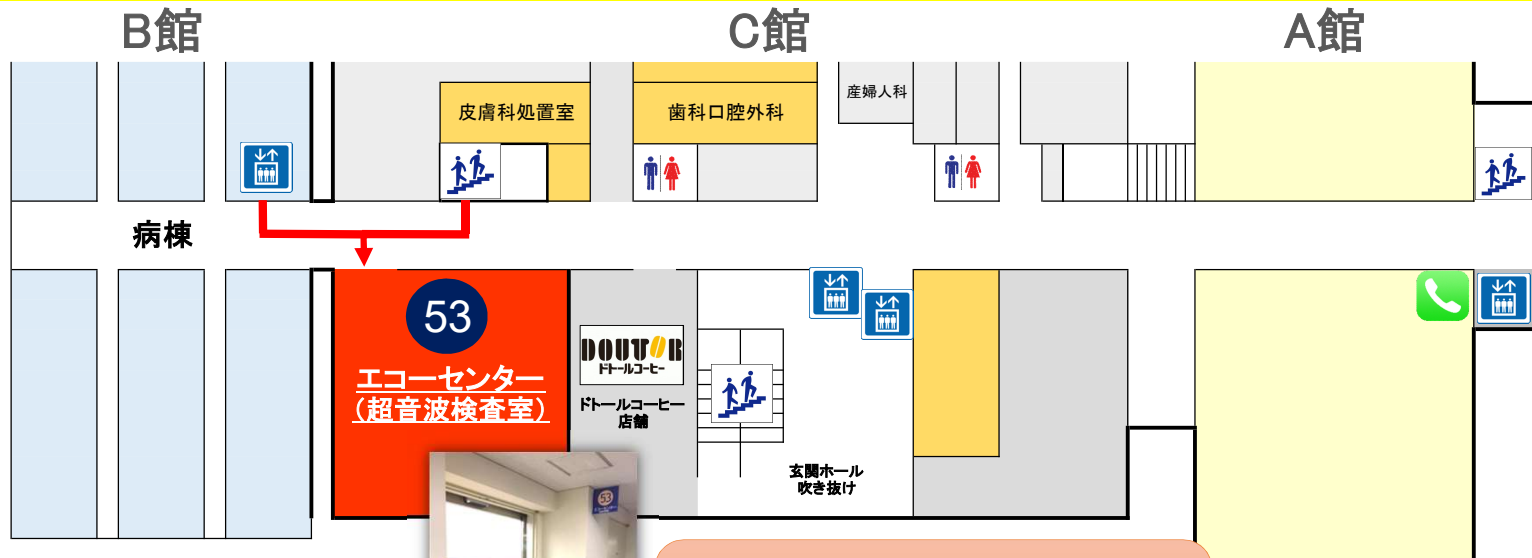 B館
C館
A館
産婦人科
皮膚科処置室
歯科口腔外科
病棟
53
エコーセンター
(超音波検査室)
DOUTOR
ドトールコーヒー
ドトールコーヒー
店舗
玄関ホール
吹き抜け
53